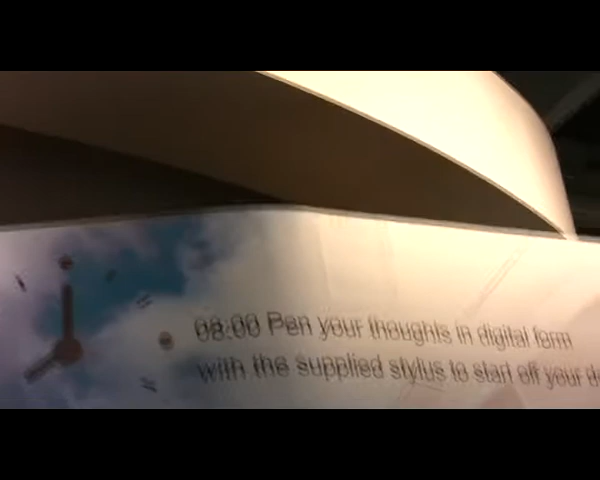 08:00 Pen your thoughts in digital form
with the supplied stylus to start off your